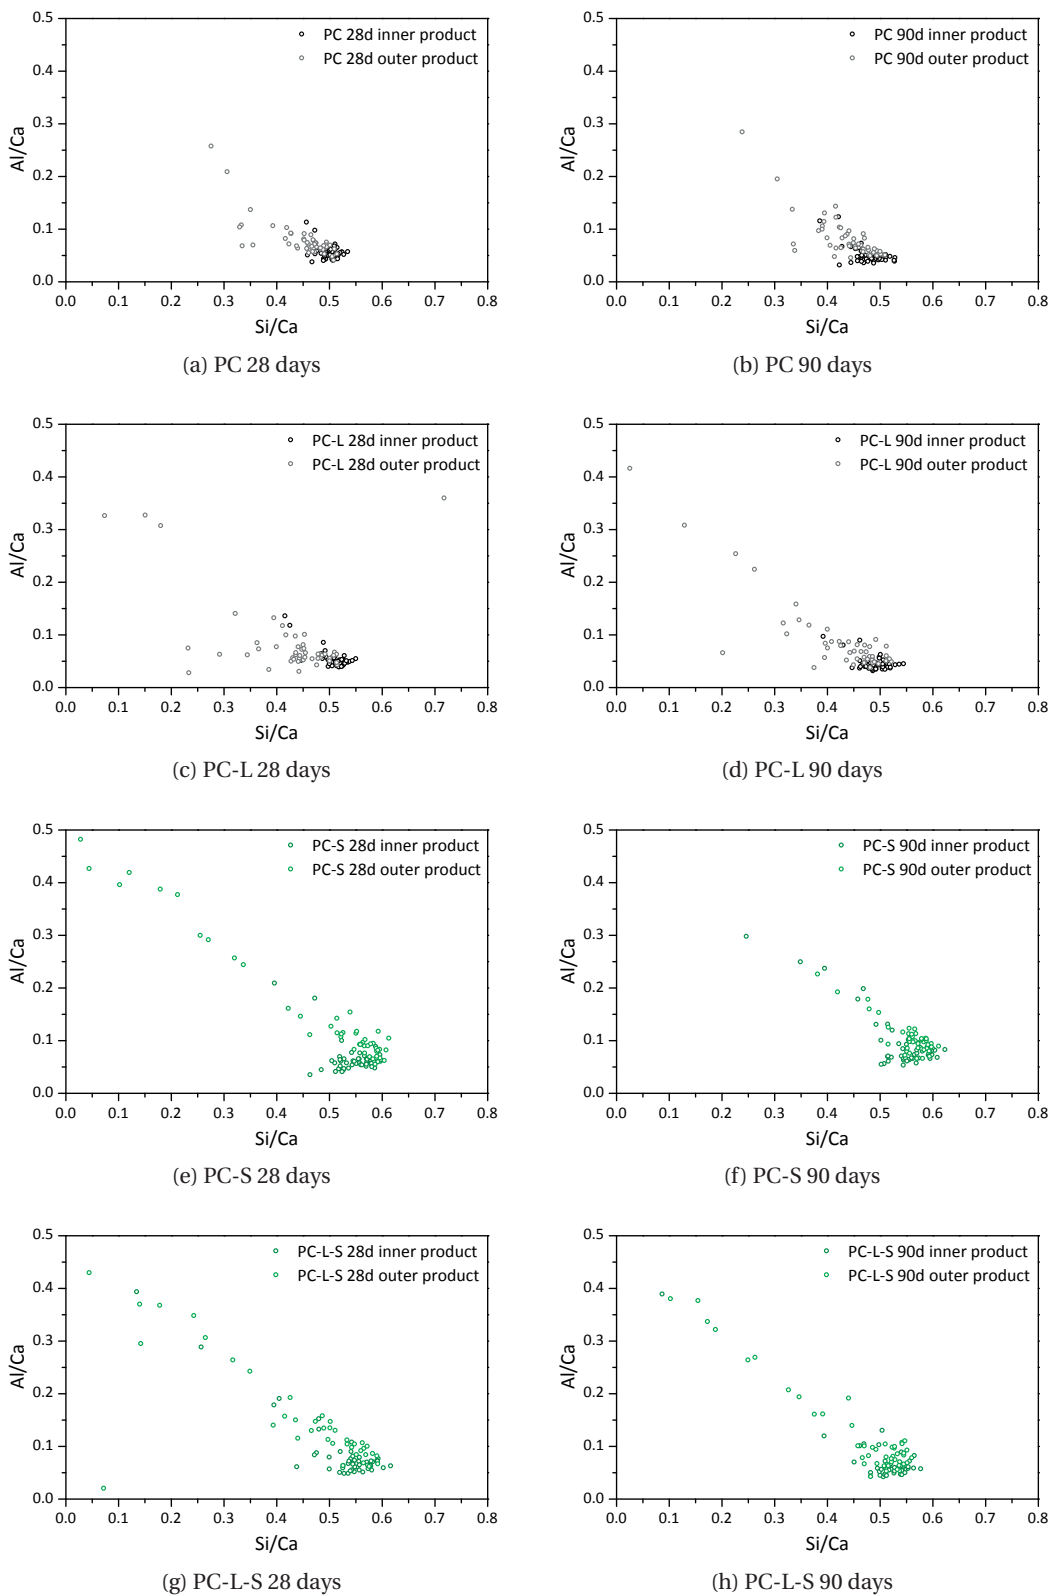 0.5
0.4
0.3
0.2
0.1
0.0
Al/Ca
PC 28d inner product
PC 28d outer product
0.0 0.1 0.2 0.3 0.4 0.5 0.6 0.7 0.8
Si/Ca
(a) PC 28 days
0.5
0.4
0.3
0.2
0.1
0.0
Al/Ca
PC 90d inner product
PC 90d outer product
0.0 0.1 0.2 0.3 0.4 0.5 0.6 0.7 0.8
Si/Ca
(b) PC 90 days
0.5
0.4
0.3
0.2
0.1
0.0
Al/Ca
PC-L 28d inner product
PC-L 28d outer product
0.0 0.1 0.2 0.3 0.4 0.5 0.6 0.7 0.8
Si/Ca
(c) PC-L 28 days
0.5
0.4
0.3
0.2
0.1
0.0
Al/Ca
PC-L 90d inner product
PC-L 90d outer product
0.0 0.1 0.2 0.3 0.4 0.5 0.6 0.7 0.8
Si/Ca
(d) PC-L 90 days
0.5
0.4
0.3
0.2
0.1
0.0
Al/Ca
PC-S 28d inner product
PC-S 28d outer product
0.0 0.1 0.2 0.3 0.4 0.5 0.6 0.7 0.8
Si/Ca
(e) PC-S 28 days
0.5
0.4
0.3
0.2
0.1
0.0
Al/Ca
PC-S 90d inner product
PC-S 90d outer product
0.0 0.1 0.2 0.3 0.4 0.5 0.6 0.7 0.8
Si/Ca
(f) PC-S 90 days
0.5
0.4
0.3
0.2
0.1
0.0
Al/Ca
PC-L-S 28d inner product
PC-L-S 28d outer product
0.0 0.1 0.2 0.3 0.4 0.5 0.6 0.7 0.8
Si/Ca
(g) PC-L-S 28 days
0.5
0.4
0.3
0.2
0.1
0.0
Al/Ca
PC-L-S 90d inner product
PC-L-S 90d outer product
0.0 0.1 0.2 0.3 0.4 0.5 0.6 0.7 0.8
Si/Ca
(h) PC-L-S 90 days